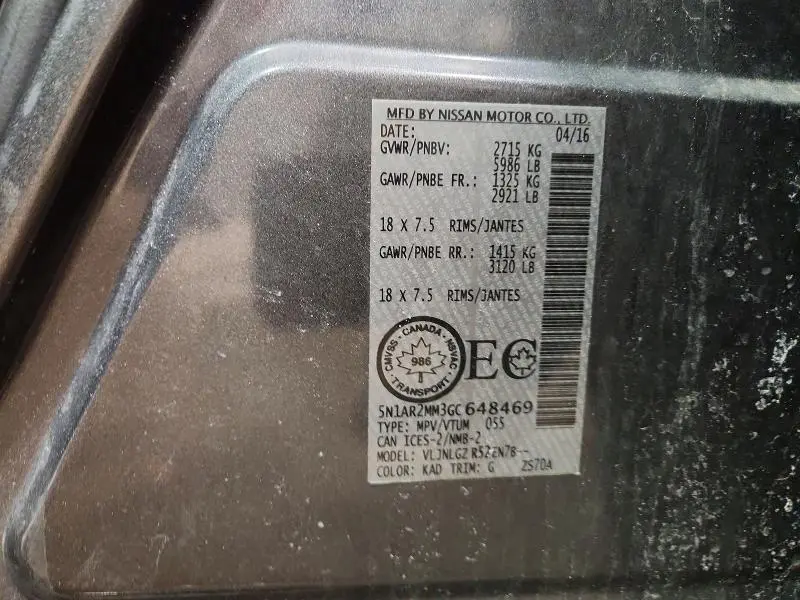 MFD BY NISSAN MOTOR CO., LTD.
DATE: 04/16
GVWR/PNBV: 2715 KG
5986 LB
GAWR/PNBE FR.: 1325 KG
2921 LB
18 X 7.5 RIMS/JANTES
GAWR/PNBE RR.: 1415 KG
3120 LB
18 X 7.5 RIMS/JANTES
CMVSS · CANADA · NSVAC
986
TRANSPORT
EC
5N1AR2MM3GC648469
TYPE: MPV/VTUM 055
CAN ICES-2/NMB-2
MODEL: VLJNLGZ R52EN7B--
COLOR: KAD TRIM: G 2S70A